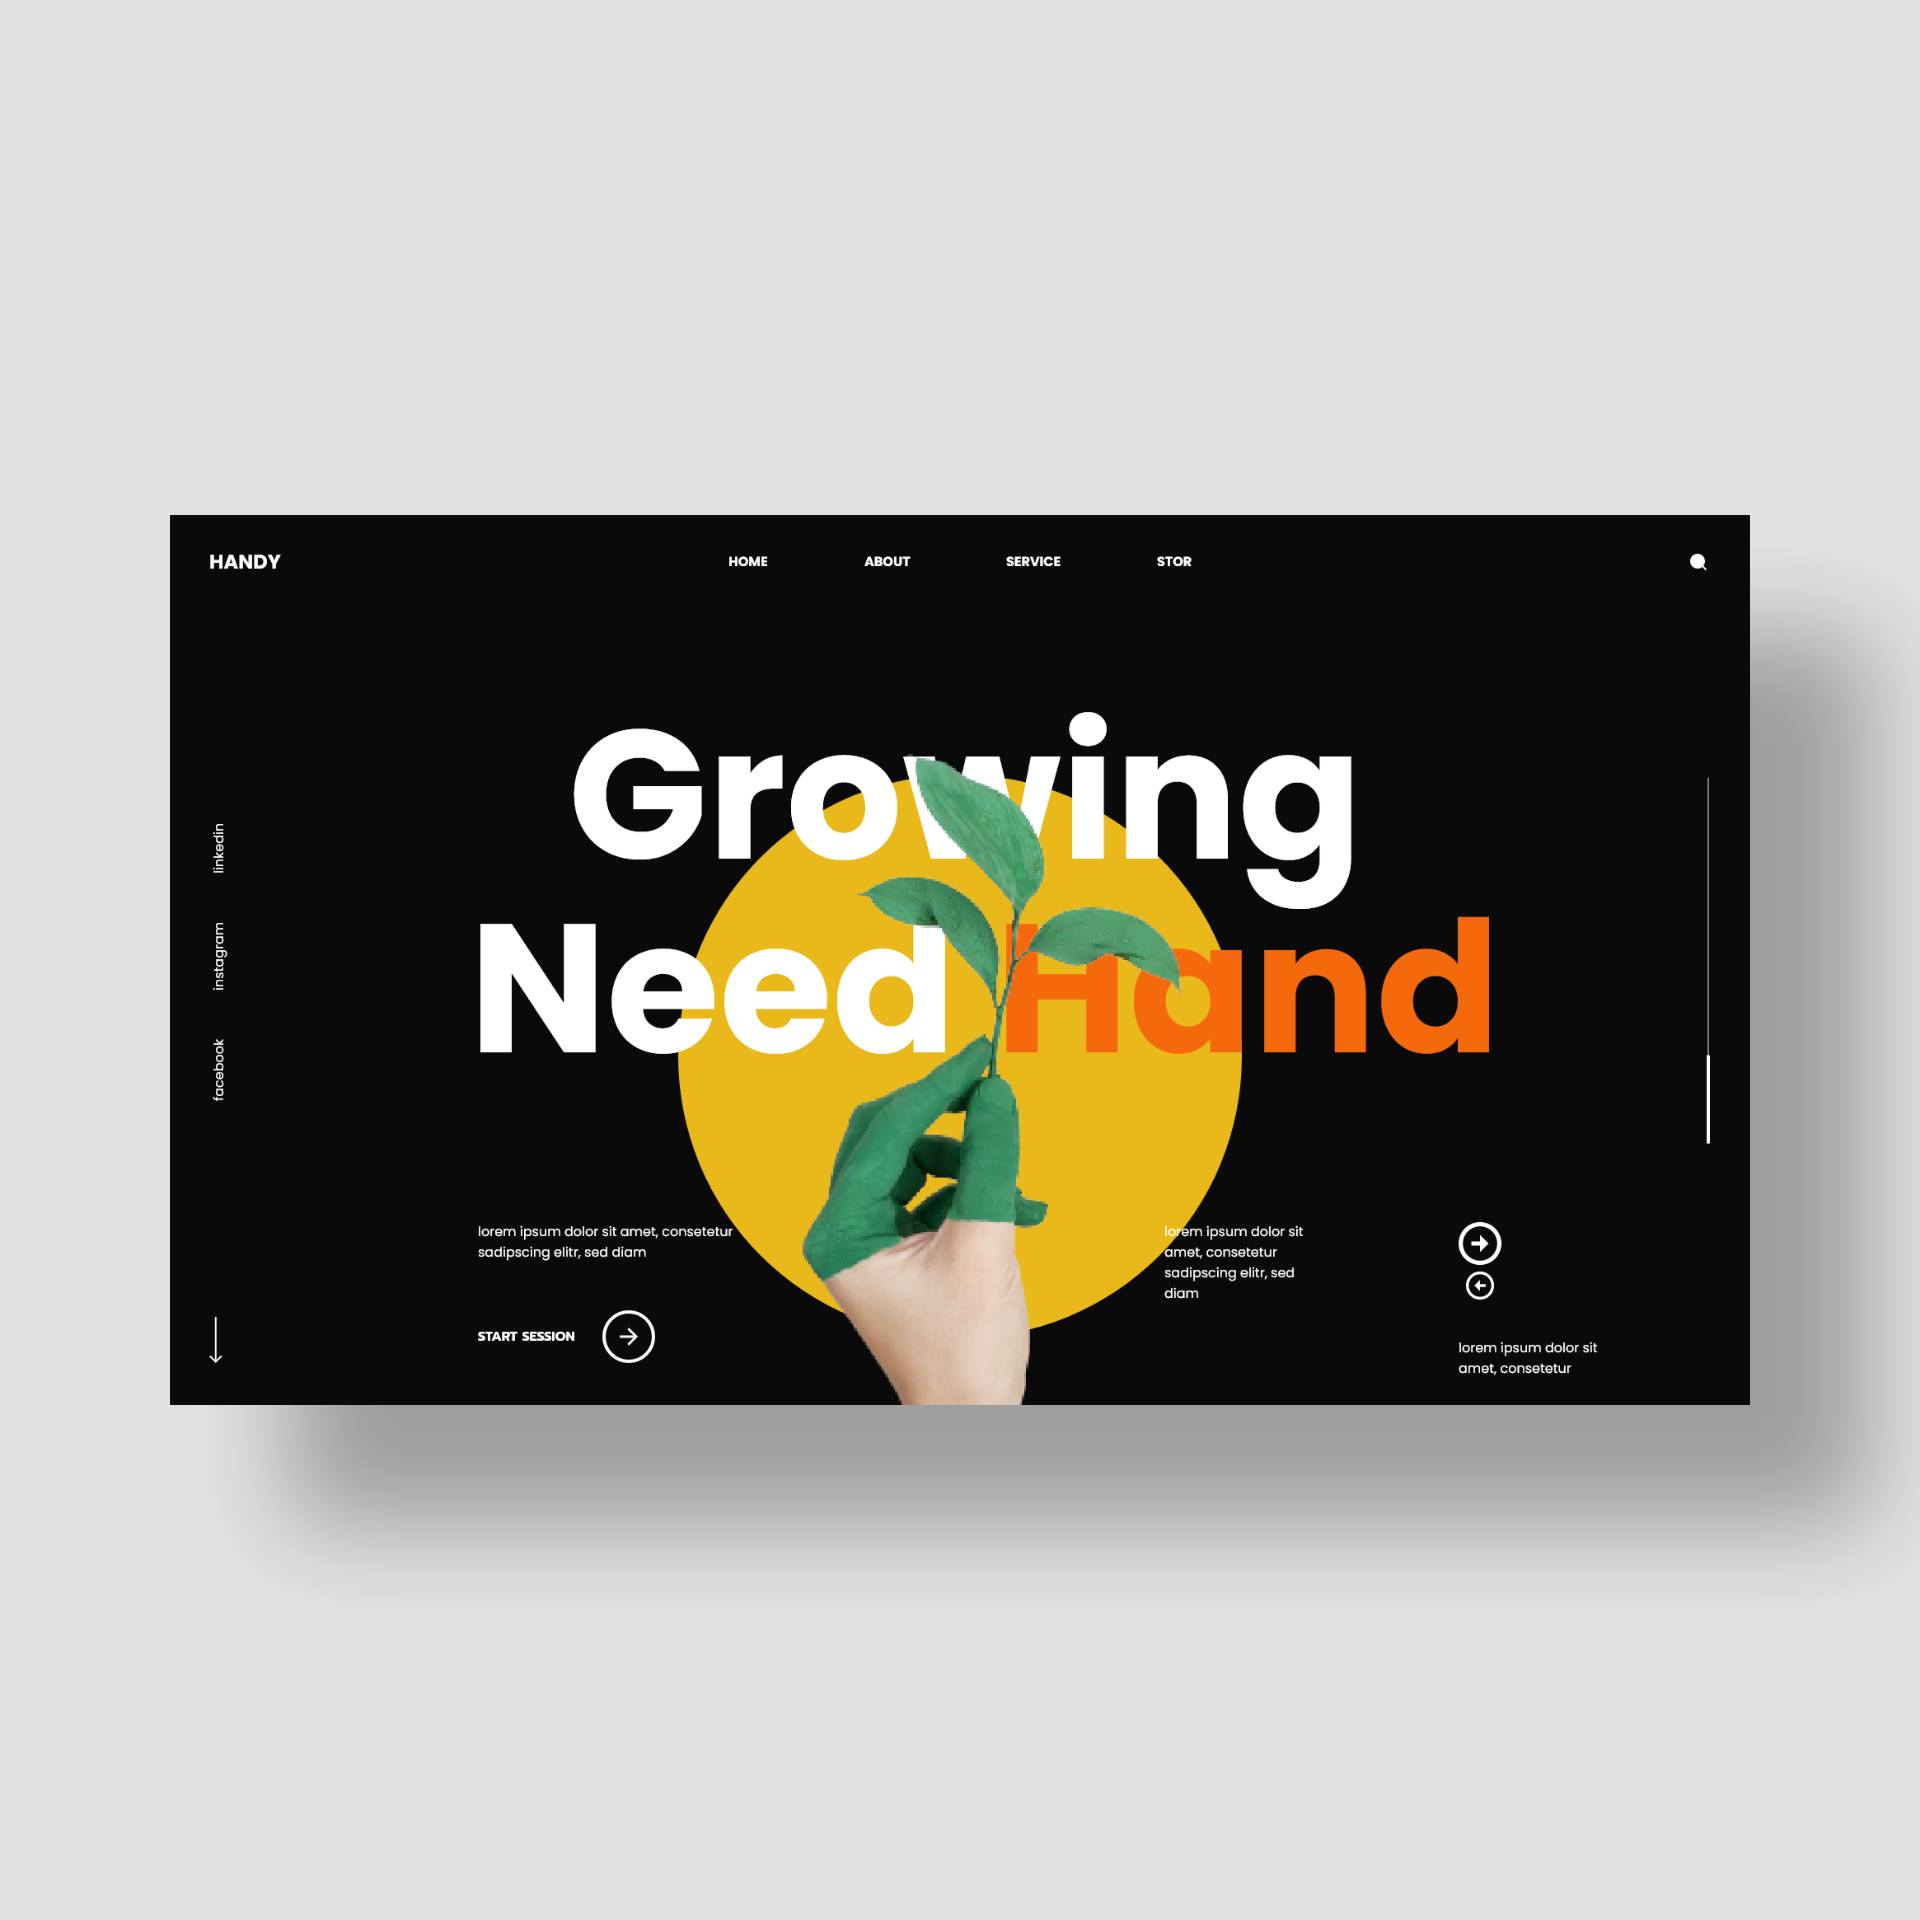 HANDY
HOME
ABOUT
SERVICE
STOR
Growing
Need Hand
linkedin
instagram
facebook
lorem ipsum dolor sit amet, consetetur
sadipscing elitr, sed diam
START SESSION
lorem ipsum dolor sit
amet, consetetur
sadipscing elitr, sed
diam
lorem ipsum dolor sit
amet, consetetur